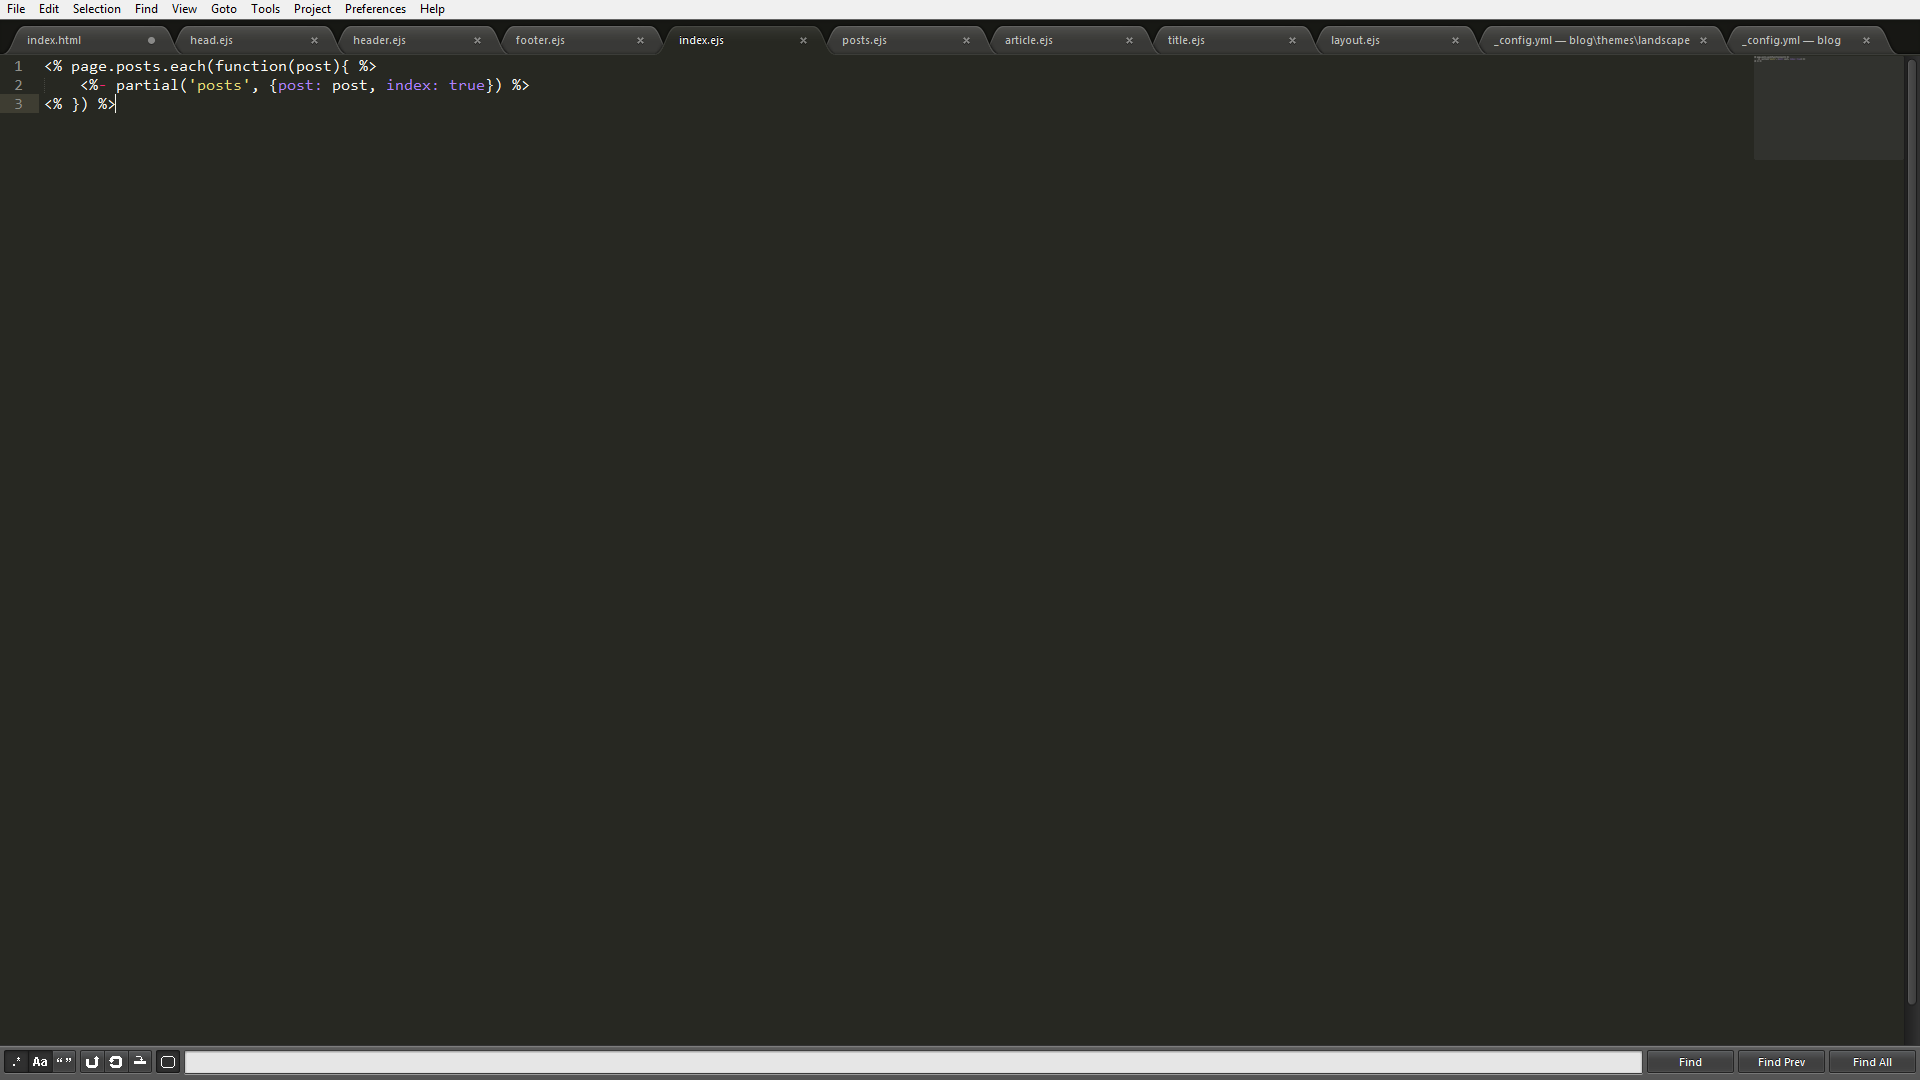 File Edit Selection Find View Goto Tools Project Preferences Help
index.html head.ejs header.ejs footer.ejs index.ejs posts.ejs article.ejs title.ejs layout.ejs _config.yml — blog\themes\landscape _config.yml — blog
1 <% page.posts.each(function(post){ %>
2 <%- partial('posts', {post: post, index: true}) %>
3 <% }) %>
.* Aa “” Find Find Prev Find All